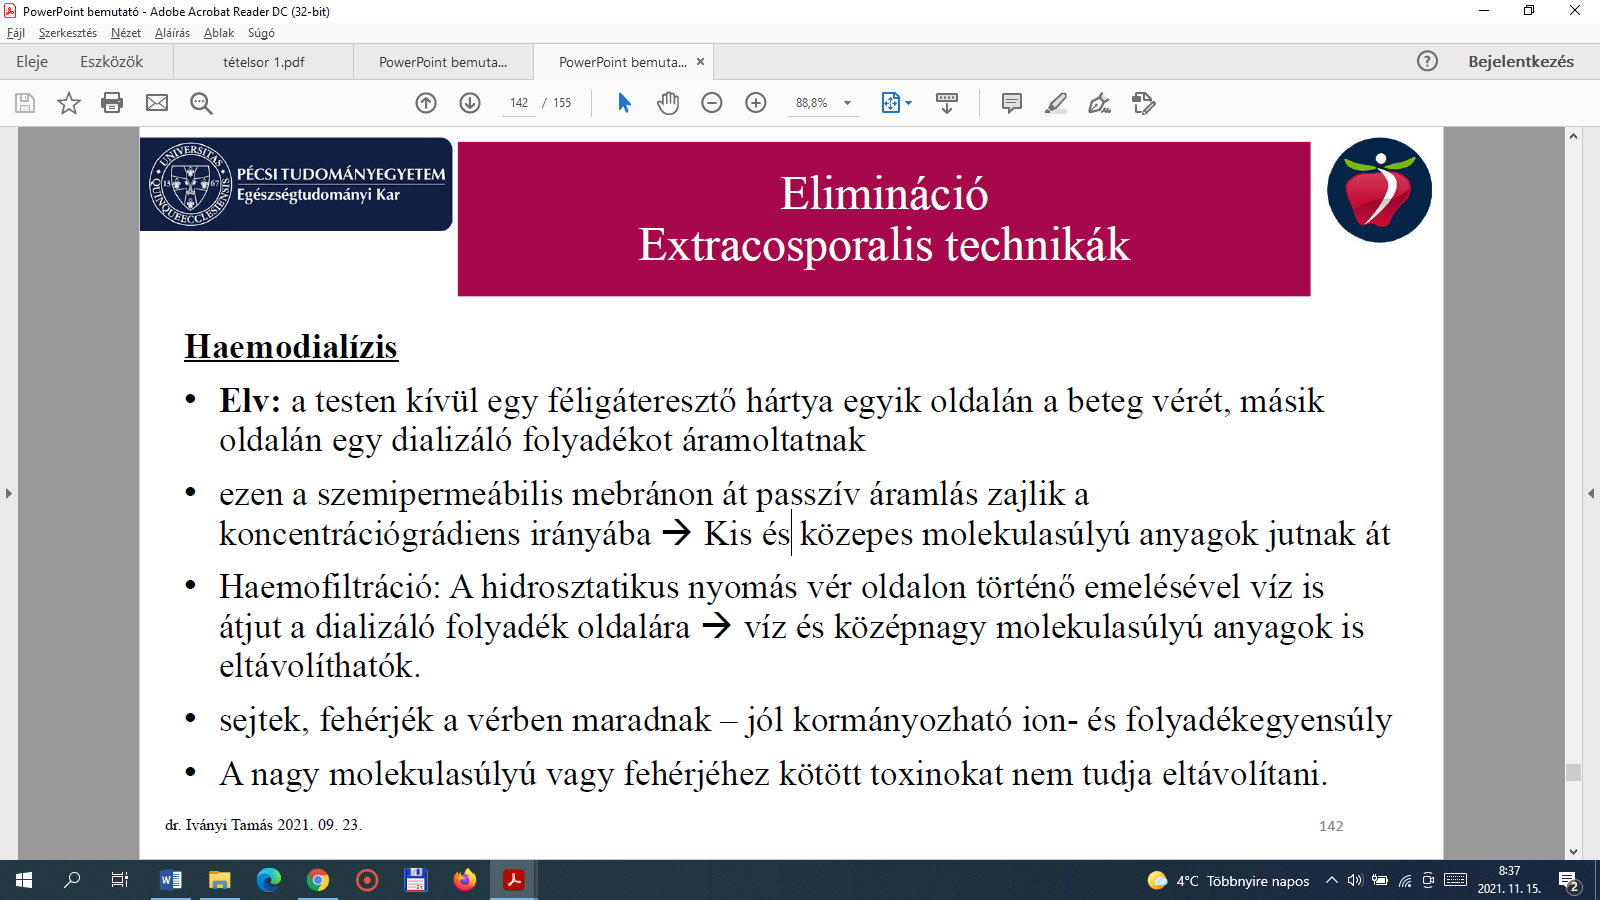 PowerPoint bemutató - Adobe Acrobat Reader DC (32-bit)
Fájl Szerkesztés Nézet Aláírás Ablak Súgó
Eleje Eszközök tételsor 1.pdf PowerPoint bemuta... PowerPoint bemuta... × Bejelentkezés
142 / 155 88,8%
UNIVERSITAS QUINQUEECCLESIENSIS
13 67
PÉCSI TUDOMÁNYEGYETEM
Egészségtudományi Kar
Elimináció
Extracosporalis technikák
Haemodialízis
• Elv: a testen kívül egy féligáteresztő hártya egyik oldalán a beteg vérét, másik
oldalán egy dializáló folyadékot áramoltatnak
• ezen a szemipermeábilis mebránon át passzív áramlás zajlik a
koncentrációgrádiens irányába → Kis és közepes molekulasúlyú anyagok jutnak át
• Haemofiltráció: A hidrosztatikus nyomás vér oldalon történő emelésével víz is
átjut a dializáló folyadék oldalára → víz és középnagy molekulasúlyú anyagok is
eltávolíthatók.
• sejtek, fehérjék a vérben maradnak – jól kormányozható ion- és folyadékegyensúly
• A nagy molekulasúlyú vagy fehérjéhez kötött toxinokat nem tudja eltávolítani.
dr. Iványi Tamás 2021. 09. 23.
142
4°C Többnyire napos
8:37
2021. 11. 15.
2